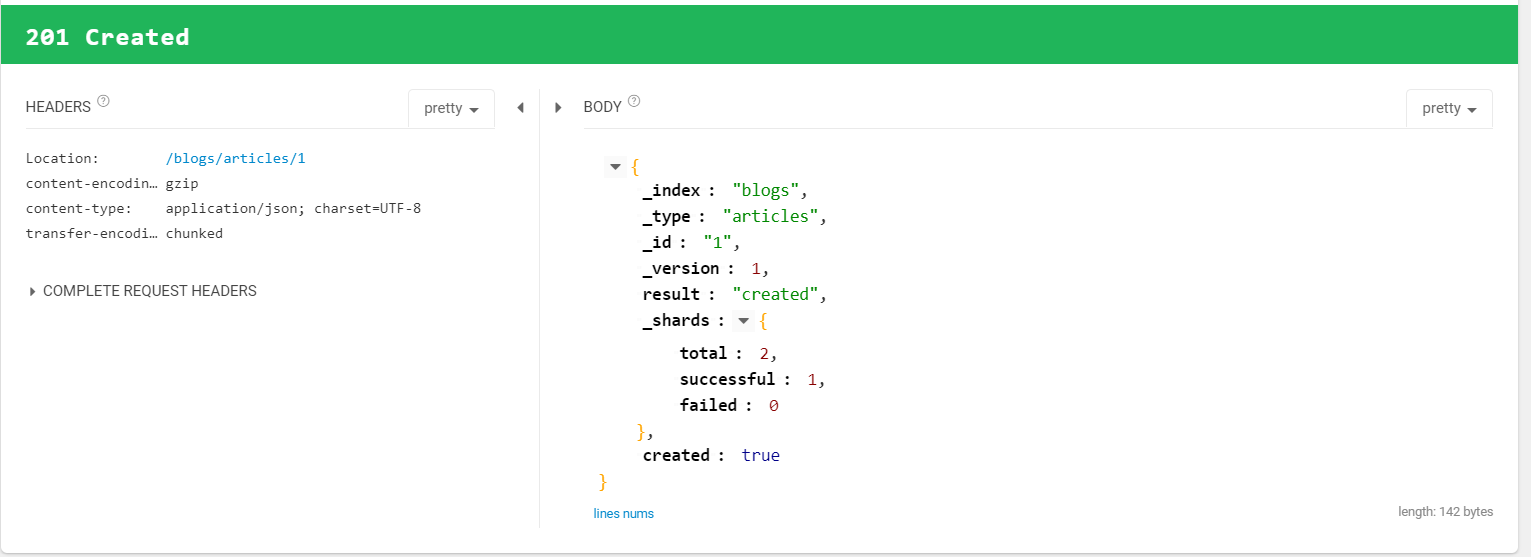 201 Created
HEADERS ?
pretty
Location: /blogs/articles/1
content-encodin… gzip
content-type: application/json; charset=UTF-8
transfer-encodi… chunked
COMPLETE REQUEST HEADERS
BODY ?
pretty
{
_index : "blogs",
_type : "articles",
_id : "1",
_version : 1,
result : "created",
_shards : {
total : 2,
successful : 1,
failed : 0
},
created : true
}
lines nums
length: 142 bytes